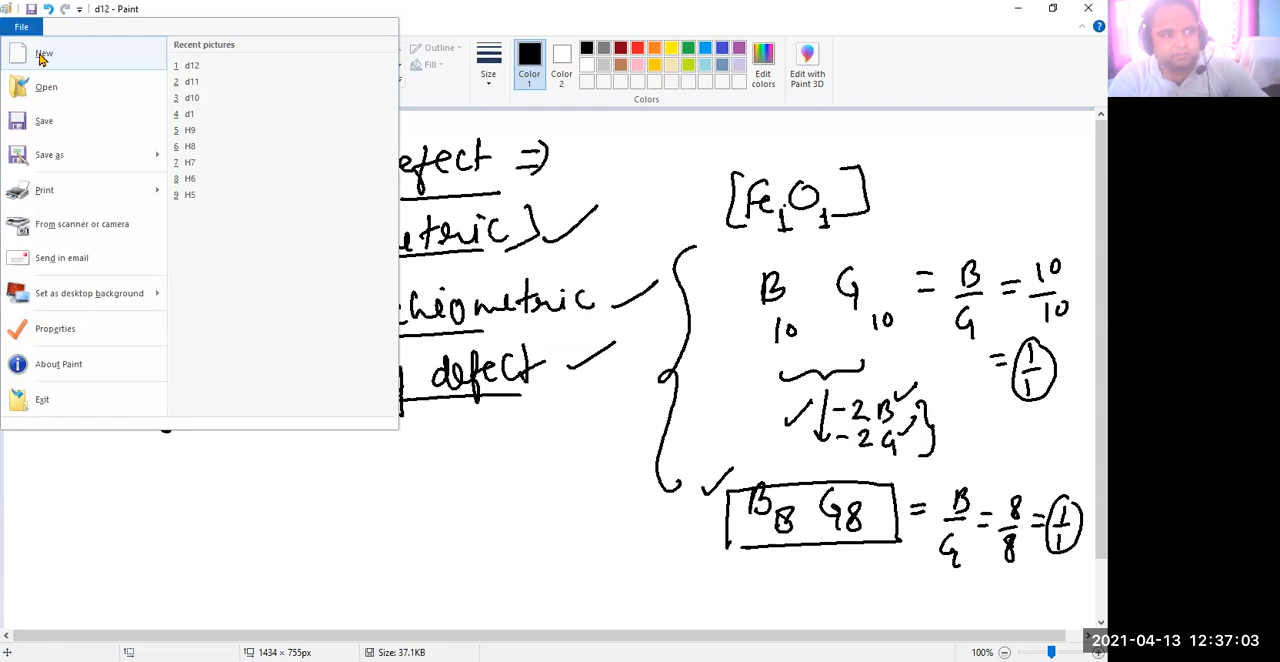 d12 - Paint
File
New
Open
Save
Save as
Print
From scanner or camera
Send in email
Set as desktop background
Properties
About Paint
Exit
Recent pictures
1 d12
2 d11
3 d10
4 d1
5 H9
6 H8
7 H7
8 H6
9 H5
Outline
Fill
Size
Color 1
Color 2
Edit colors
Edit with Paint 3D
Colors
efect ⇒
etric}
chiometric
defect
[Fe₁O₁]
B G = B/G = 10/10
10 10
= 1/1
-2 B
-2 G
B8 G8 = B/G = 8/8 = 1/1
1434 × 755px
Size: 37.1KB
100%
2021-04-13 12:37:03